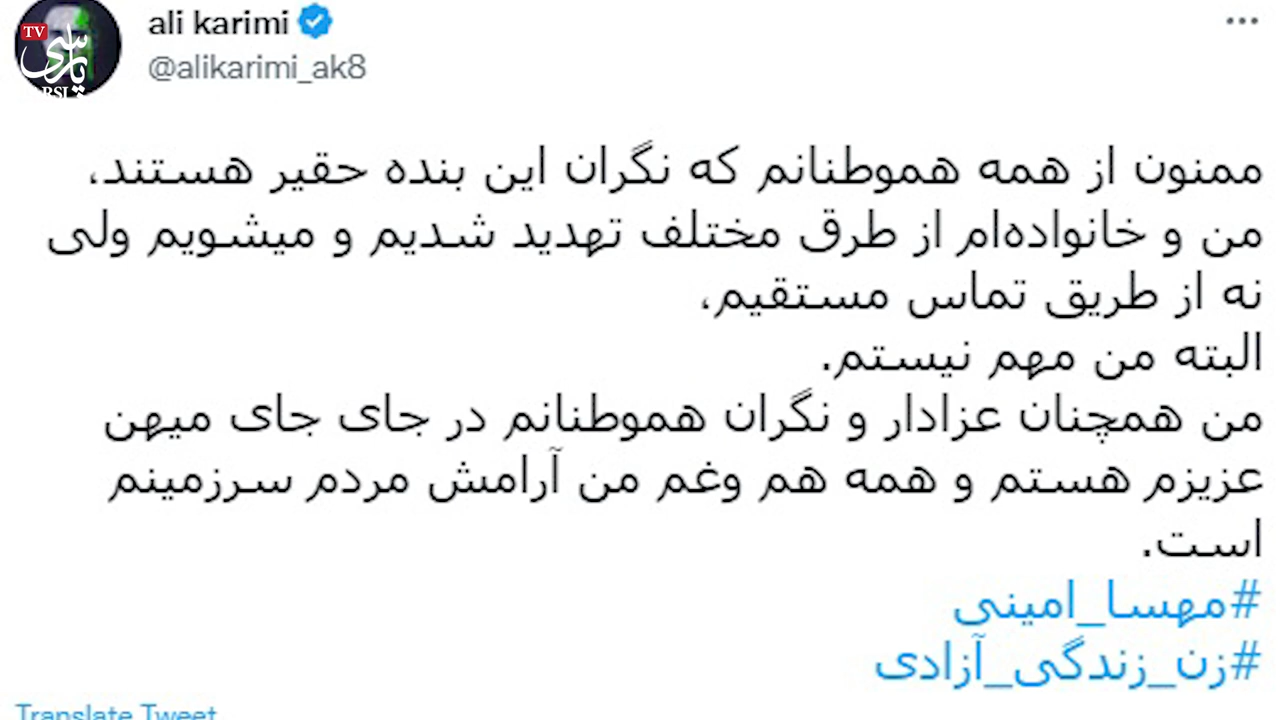 TV
پارسی
ali karimi
@alikarimi_ak8
ممنون از همه هموطنانم که نگران این بنده حقیر هستند،
من و خانواده‌ام از طرق مختلف تهدید شدیم و میشویم ولی
نه از طریق تماس مستقیم،
البته من مهم نیستم.
من همچنان عزادار و نگران هموطنانم در جای جای میهن
عزیزم هستم و همه هم وغم من آرامش مردم سرزمینم
است.
#مهسا_امینی
#زن_زندگی_آزادی
Translate Tweet